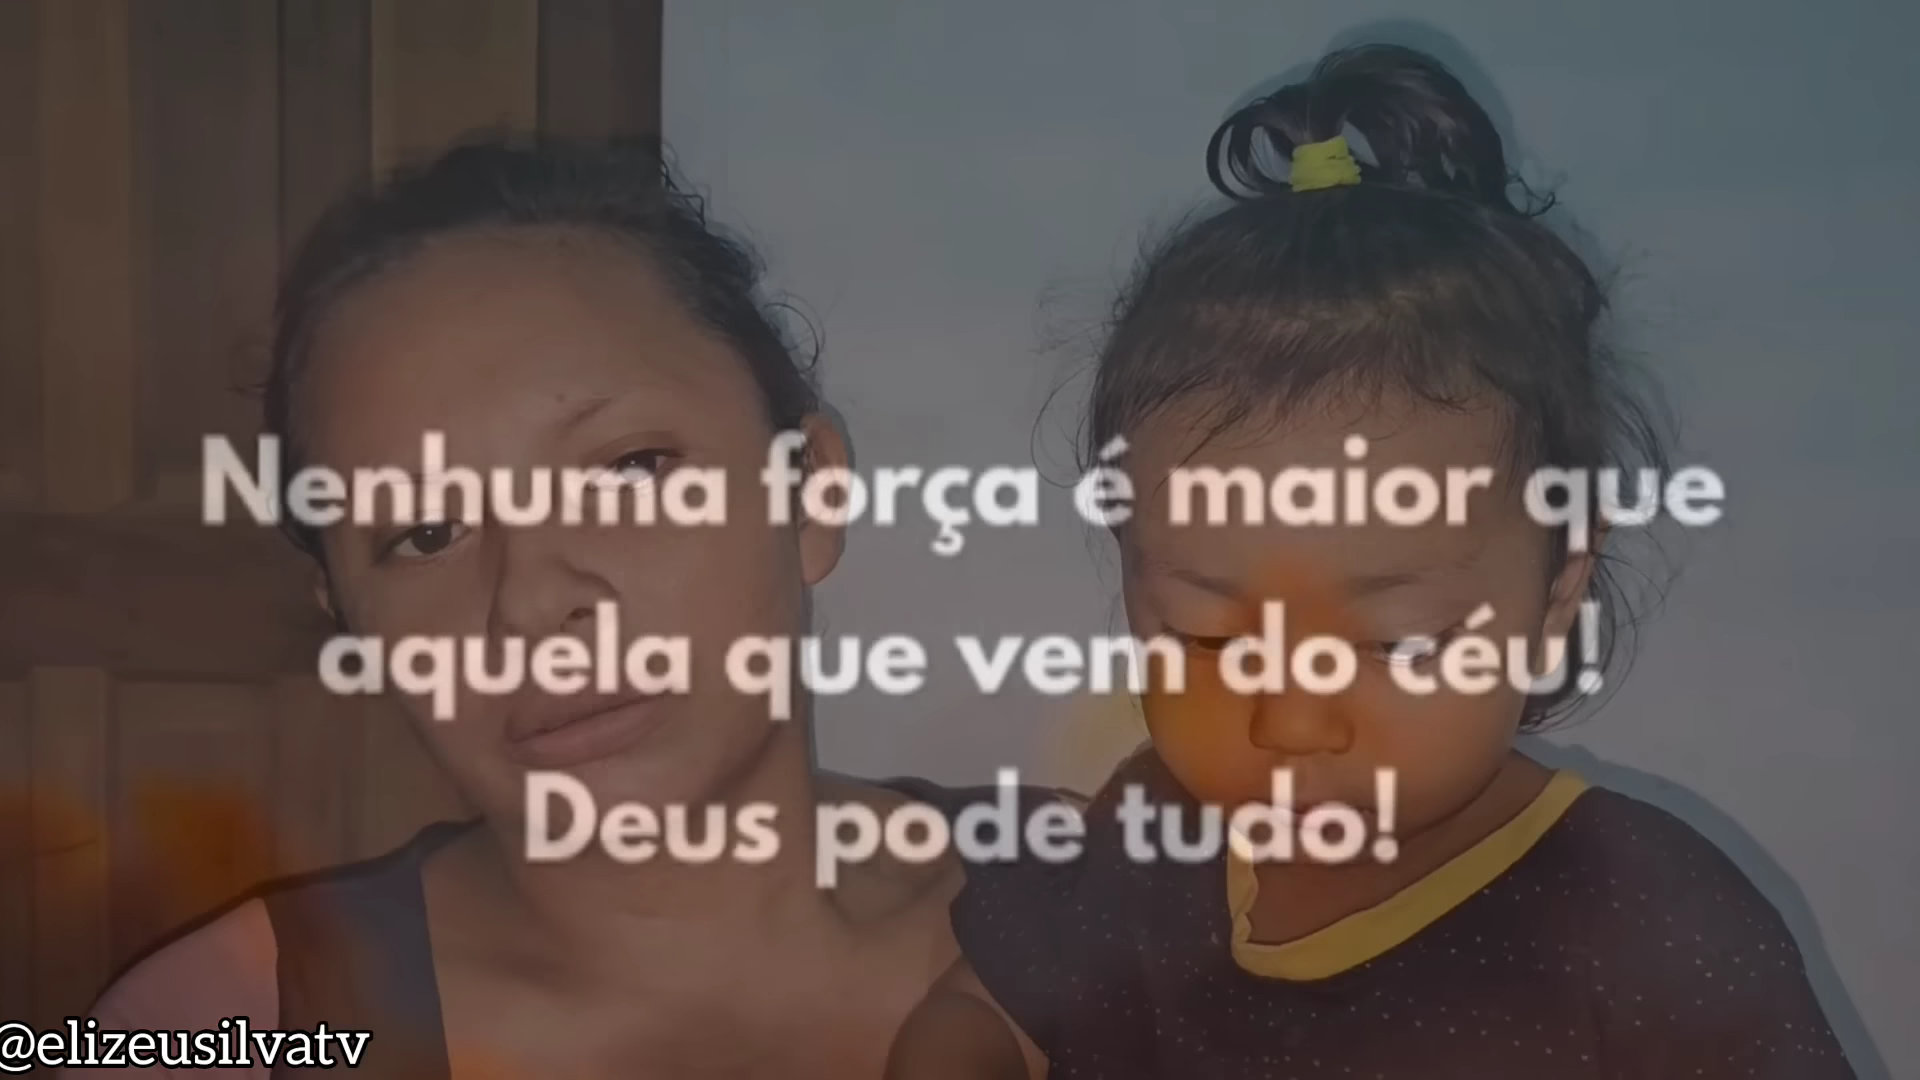 Nenhuma força é maior que
aquela que vem do céu!
Deus pode tudo!
@elizeusilvatv